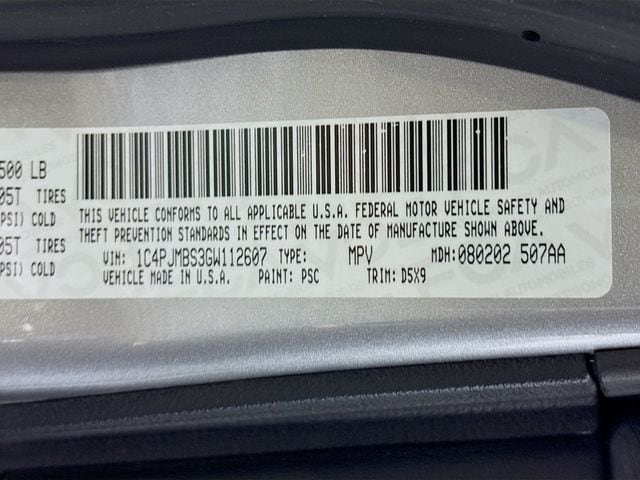 500 LB
05T TIRES
PSI) COLD
05T TIRES
PSI) COLD
THIS VEHICLE CONFORMS TO ALL APPLICABLE U.S.A. FEDERAL MOTOR VEHICLE SAFETY AND
THEFT PREVENTION STANDARDS IN EFFECT ON THE DATE OF MANUFACTURE SHOWN ABOVE.
VIN: 1C4PJMBS3GW112607 TYPE: MPV MDH: 080202 507AA
VEHICLE MADE IN U.S.A. PAINT: PSC TRIM: D5X9